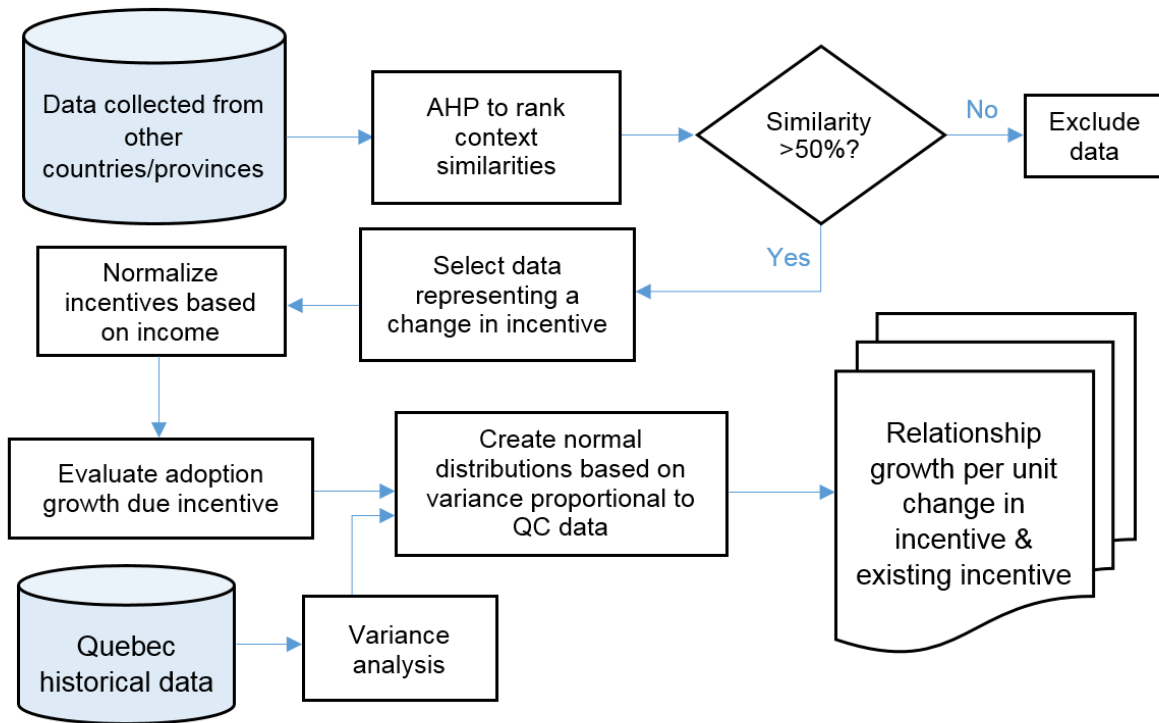 Data collected from
other
countries/provinces
AHP to rank
context
similarities
Similarity
>50%?
No
Exclude
data
Yes
Select data
representing a
change in incentive
Normalize
incentives based
on income
Evaluate adoption
growth due incentive
Create normal
distributions based on
variance proportional to
QC data
Relationship
growth per unit
change in
incentive &
existing incentive
Quebec
historical data
Variance
analysis